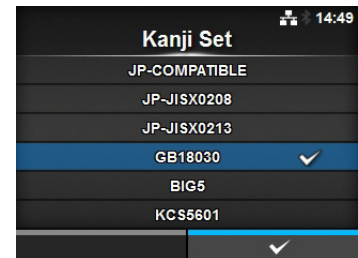 14:49
Kanji Set
JP-COMPATIBLE
JP-JISX0208
JP-JISX0213
GB18030
BIG5
KCS5601